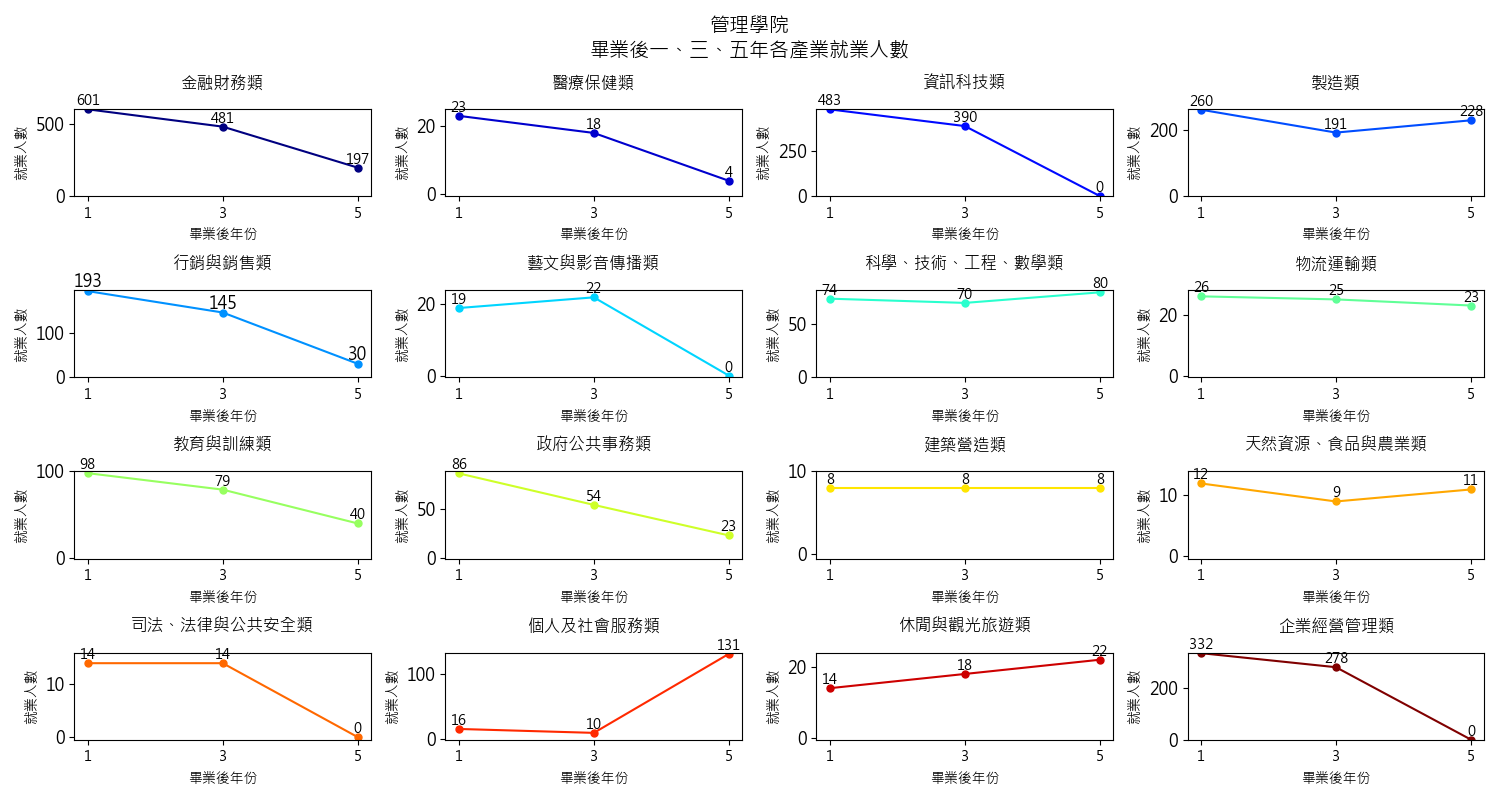 管理學院
畢業後一、三、五年各產業就業人數
金融財務類
就業人數
500
0
601
481
197
1
3
5
畢業後年份
醫療保健類
就業人數
20
0
23
18
4
1
3
5
畢業後年份
資訊科技類
就業人數
250
0
483
390
0
1
3
5
畢業後年份
製造類
就業人數
200
0
260
191
228
1
3
5
畢業後年份
行銷與銷售類
就業人數
100
0
193
145
30
1
3
5
畢業後年份
藝文與影音傳播類
就業人數
20
0
19
22
0
1
3
5
畢業後年份
科學、技術、工程、數學類
就業人數
50
0
74
70
80
1
3
5
畢業後年份
物流運輸類
就業人數
20
0
26
25
23
1
3
5
畢業後年份
教育與訓練類
就業人數
100
0
98
79
40
1
3
5
畢業後年份
政府公共事務類
就業人數
50
0
86
54
23
1
3
5
畢業後年份
建築營造類
就業人數
10
0
8
8
8
1
3
5
畢業後年份
天然資源、食品與農業類
就業人數
10
0
12
9
11
1
3
5
畢業後年份
司法、法律與公共安全類
就業人數
10
0
14
14
0
1
3
5
畢業後年份
個人及社會服務類
就業人數
100
0
16
10
131
1
3
5
畢業後年份
休閒與觀光旅遊類
就業人數
20
0
14
18
22
1
3
5
畢業後年份
企業經營管理類
就業人數
200
0
332
278
0
1
3
5
畢業後年份